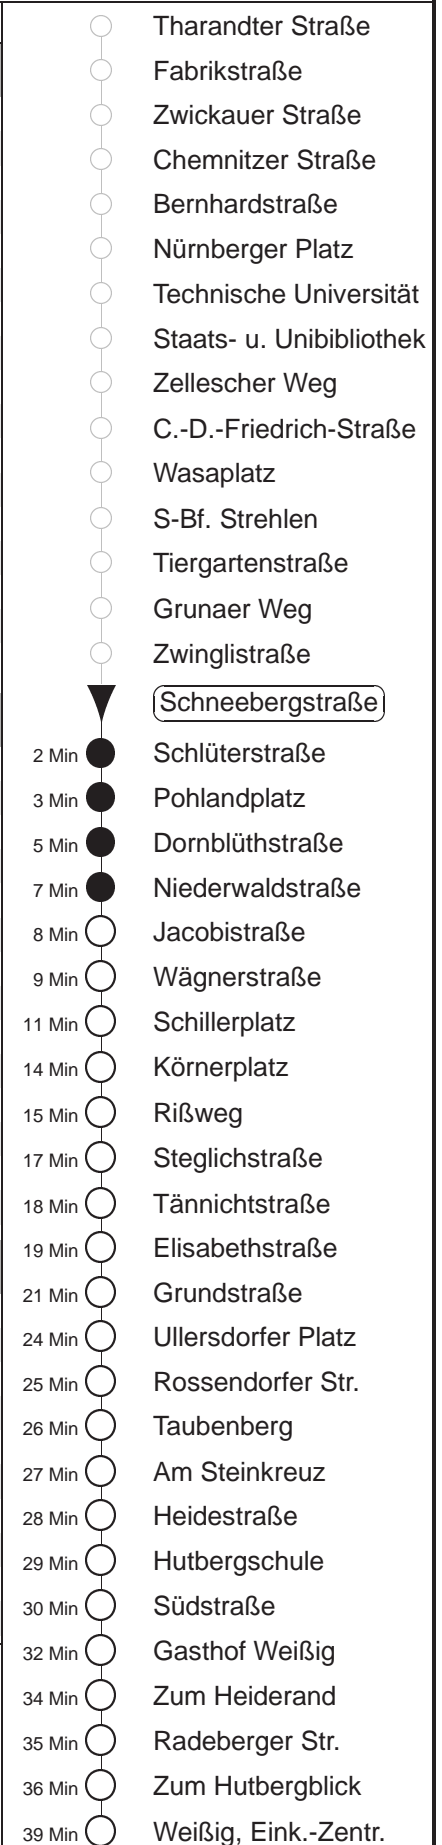 Tharandter Straße
Fabrikstraße
Zwickauer Straße
Chemnitzer Straße
Bernhardstraße
Nürnberger Platz
Technische Universität
Staats- u. Unibibliothek
Zellescher Weg
C.-D.-Friedrich-Straße
Wasaplatz
S-Bf. Strehlen
Tiergartenstraße
Grunaer Weg
Zwinglistraße
Schneebergstraße
2 Min Schlüterstraße
3 Min Pohlandplatz
5 Min Dornblüthstraße
7 Min Niederwaldstraße
8 Min Jacobistraße
9 Min Wägnerstraße
11 Min Schillerplatz
14 Min Körnerplatz
15 Min Rißweg
17 Min Steglichstraße
18 Min Tännichtstraße
19 Min Elisabethstraße
21 Min Grundstraße
24 Min Ullersdorfer Platz
25 Min Rossendorfer Str.
26 Min Taubenberg
27 Min Am Steinkreuz
28 Min Heidestraße
29 Min Hutbergschule
30 Min Südstraße
32 Min Gasthof Weißig
34 Min Zum Heiderand
35 Min Radeberger Str.
36 Min Zum Hutbergblick
39 Min Weißig, Eink.-Zentr.